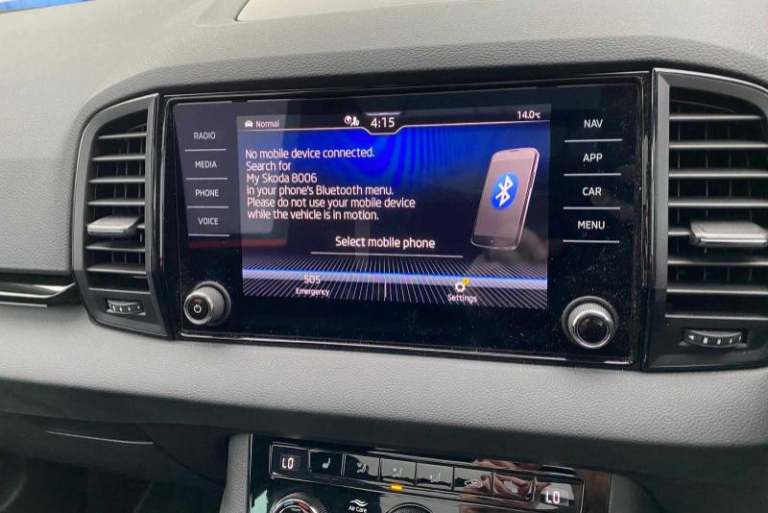 Normal
4:15
14.0°C
RADIO
MEDIA
PHONE
VOICE
No mobile device connected.
Search for
My Skoda 8006
in your phone's Bluetooth menu.
Please do not use your mobile device
while the vehicle is in motion.
Select mobile phone
SOS
Emergency
Settings
NAV
APP
CAR
MENU
LO
LO
Air Care